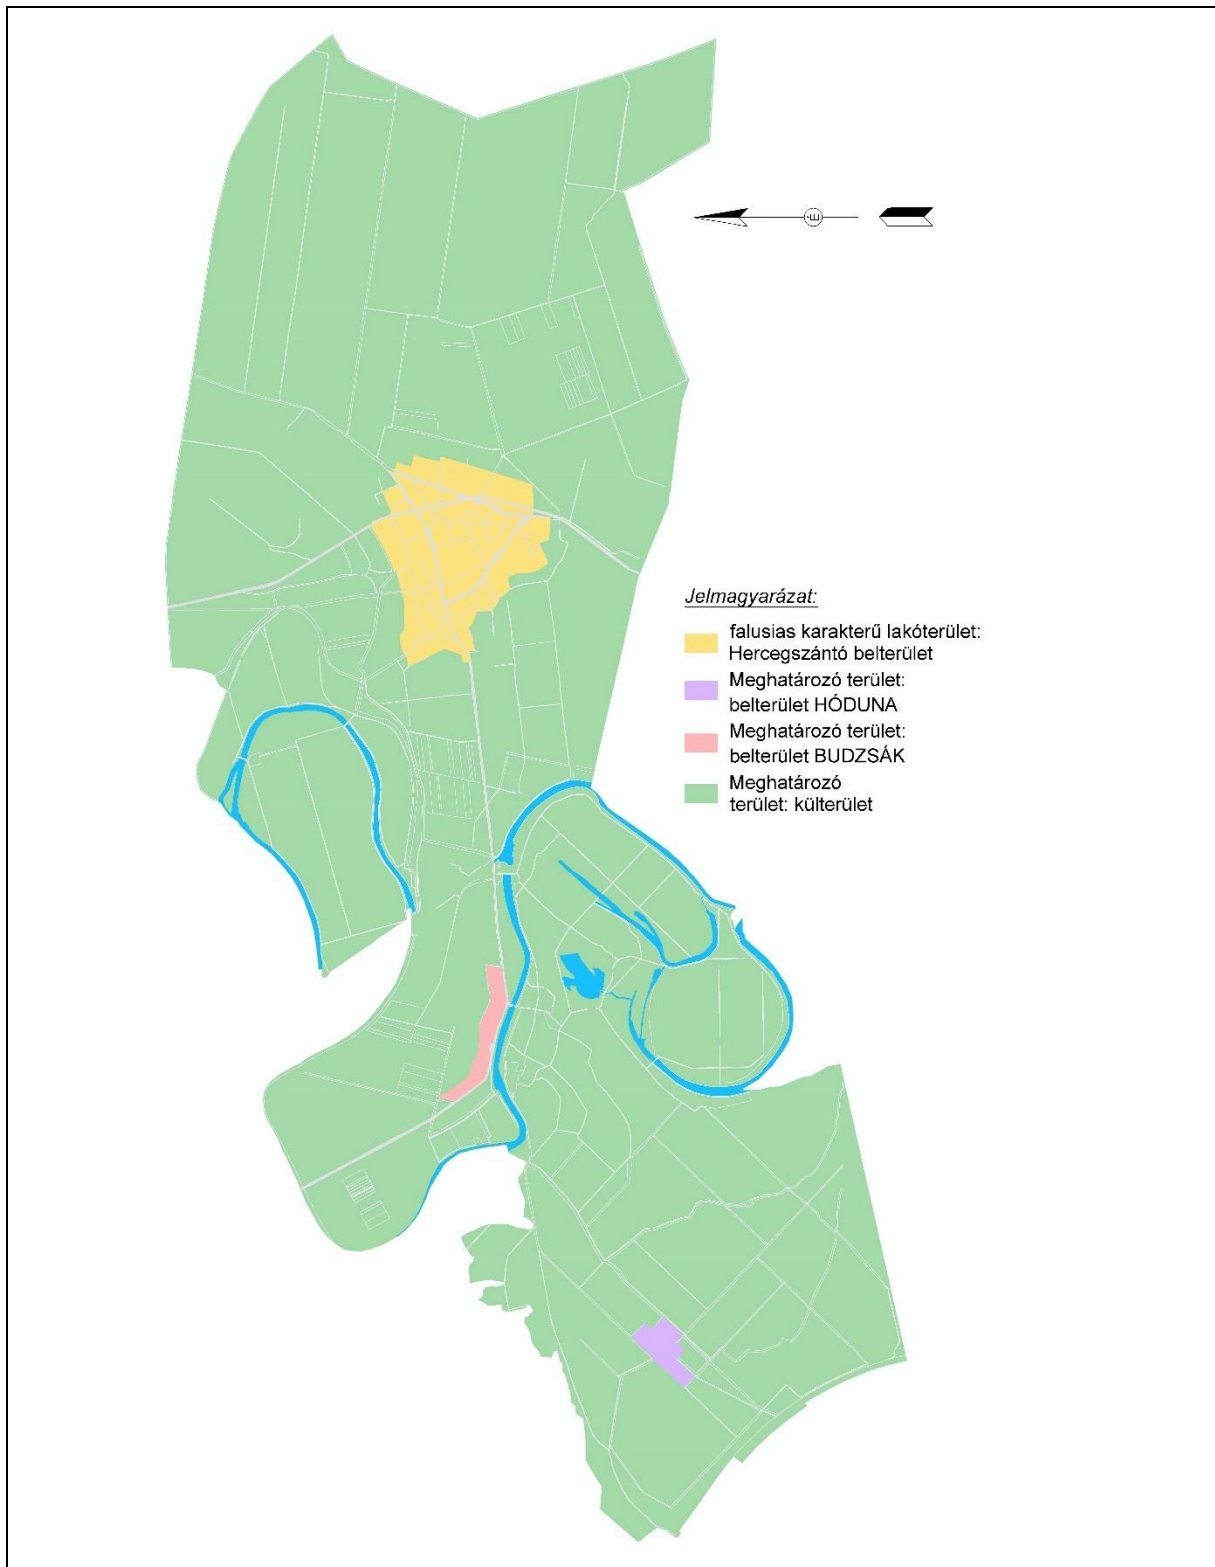 Jelmagyarázat:
falusias karakterű lakóterület:
Hercegszántó belterület
Meghatározó terület:
belterület HÓDUNA
Meghatározó terület:
belterület BUDZSÁK
Meghatározó
terület: külterület